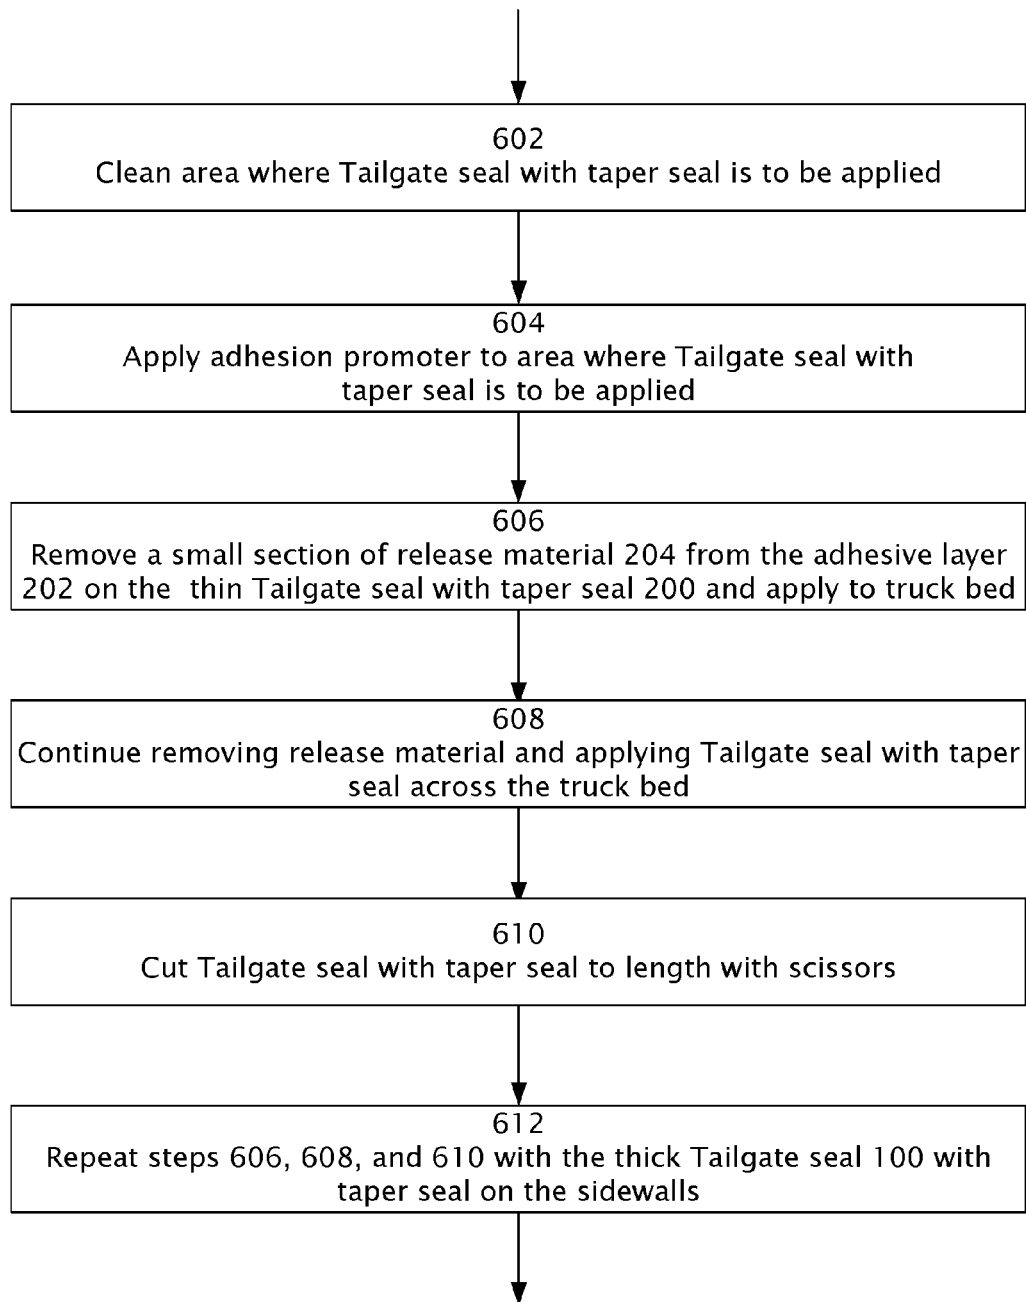 602
Clean area where Tailgate seal with taper seal is to be applied
604
Apply adhesion promoter to area where Tailgate seal with
taper seal is to be applied
606
Remove a small section of release material 204 from the adhesive layer
202 on the thin Tailgate seal with taper seal 200 and apply to truck bed
608
Continue removing release material and applying Tailgate seal with taper
seal across the truck bed
610
Cut Tailgate seal with taper seal to length with scissors
612
Repeat steps 606, 608, and 610 with the thick Tailgate seal 100 with
taper seal on the sidewalls